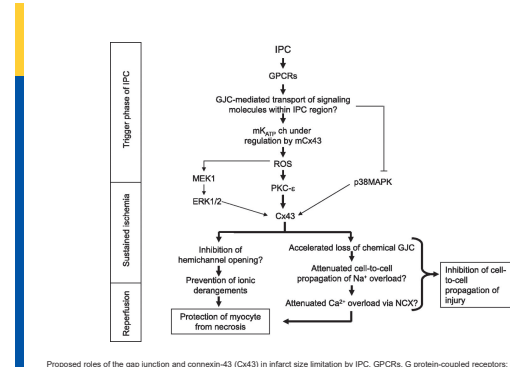 IPC
GPCRs
GJC-mediated transport of signaling
molecules within IPC region?
mKATP ch under
regulation by mCx43
ROS
MEK1
PKC-ε
p38MAPK
ERK1/2
Cx43
Trigger phase of IPC
Sustained ischemia
Reperfusion
Inhibition of
hemichannel opening?
Prevention of ionic
derangements
Protection of myocyte
from necrosis
Accelerated loss of chemical GJC
Attenuated cell-to-cell
propagation of Na+ overload?
Attenuated Ca2+ overload via NCX?
Inhibition of cell-
to-cell
propagation of
injury
Proposed roles of the gap junction and connexin-43 (Cx43) in infarct size limitation by IPC. GPCRs, G protein-coupled receptors;